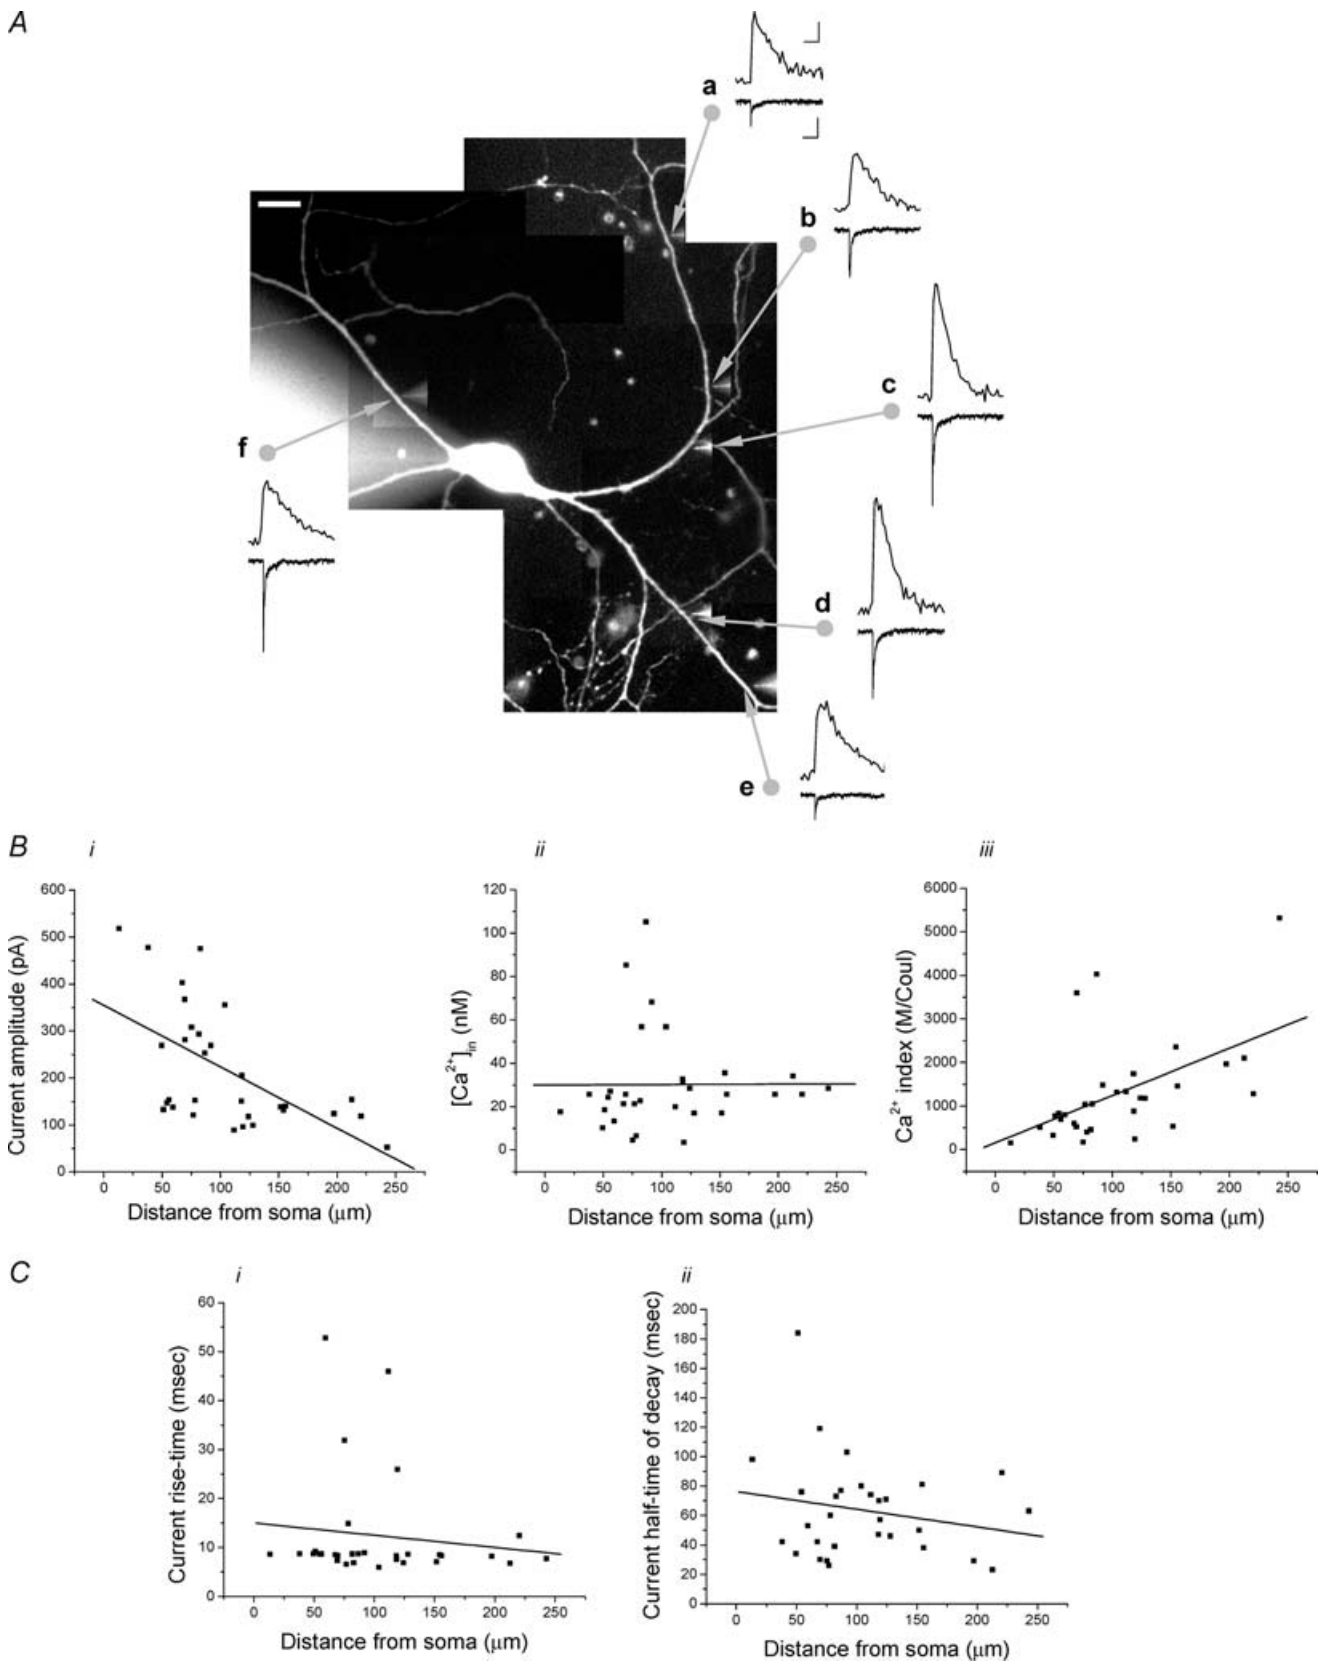 A
a
b
c
f
d
e
B
i
ii
iii
600
500
400
300
200
100
0
0 50 100 150 200 250
Current amplitude (pA)
Distance from soma (μm)
120
100
80
60
40
20
0
0 50 100 150 200 250
[Ca²⁺]in (nM)
Distance from soma (μm)
6000
5000
4000
3000
2000
1000
0
0 50 100 150 200 250
Ca²⁺ index (M/Coul)
Distance from soma (μm)
C
i
ii
60
50
40
30
20
10
0
0 50 100 150 200 250
Current rise-time (msec)
Distance from soma (μm)
200
180
160
140
120
100
80
60
40
20
0
0 50 100 150 200 250
Current half-time of decay (msec)
Distance from soma (μm)